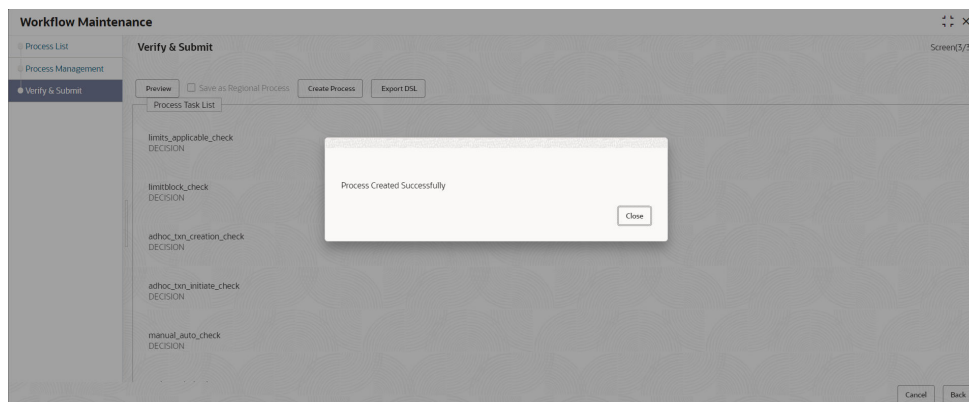 Workflow Maintenance
Process List
Process Management
Verify & Submit
Verify & Submit
Screen(3/3
Preview
Save as Regional Process
Create Process
Export DSL
Process Task List
limits_applicable_check
DECISION
limitblock_check
DECISION
adhoc_txn_creation_check
DECISION
adhoc_txn_initiate_check
DECISION
manual_auto_check
DECISION
Process Created Successfully
Close
Cancel
Back